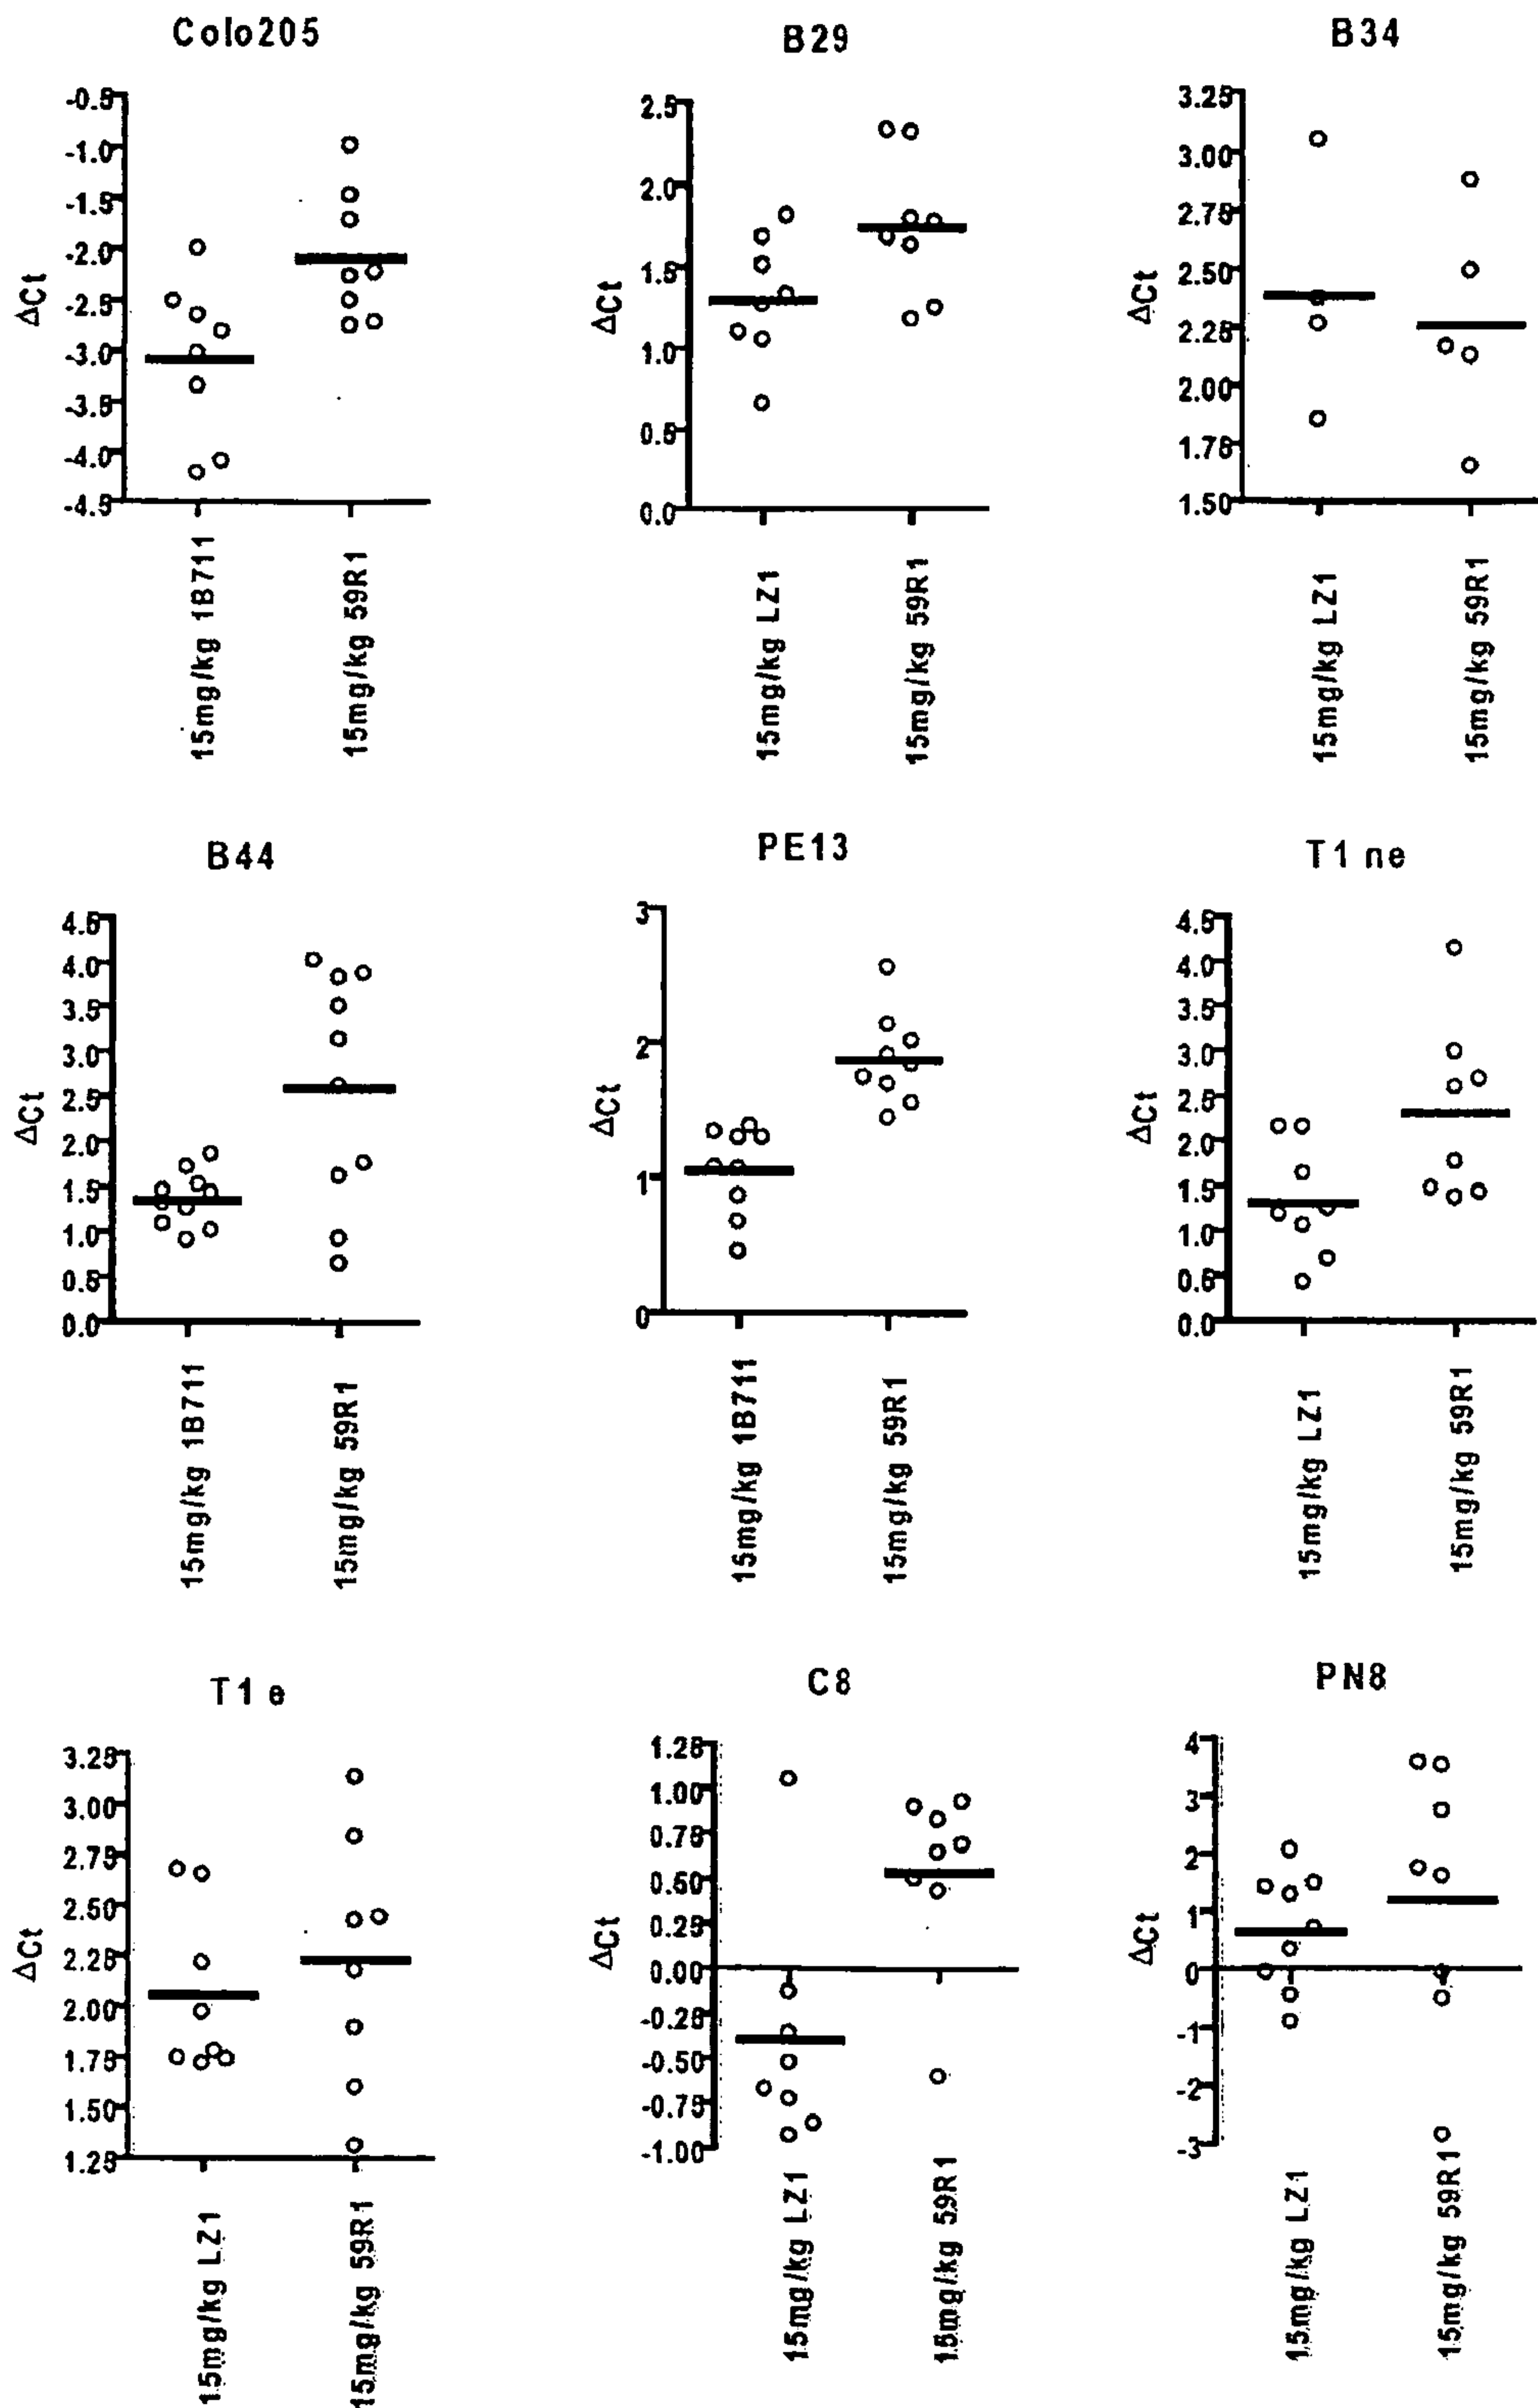 Colo205
B29
B34
-0.5
-1.0
-1.5
-2.0
-2.5
-3.0
-3.5
-4.0
-4.5
ΔCt
15mg/kg 1B711
15mg/kg 59R1
2.5
2.0
1.5
1.0
0.5
0.0
ΔCt
15mg/kg LZ1
15mg/kg 59R1
3.25
3.00
2.75
2.50
2.25
2.00
1.75
1.50
ΔCt
15mg/kg LZ1
15mg/kg 59R1
B44
PE13
T1 ne
4.5
4.0
3.5
3.0
2.5
2.0
1.5
1.0
0.5
0.0
ΔCt
15mg/kg 1B711
15mg/kg 59R1
3
2
1
0
ΔCt
15mg/kg 1B711
15mg/kg 59R1
4.5
4.0
3.5
3.0
2.5
2.0
1.5
1.0
0.5
0.0
ΔCt
15mg/kg LZ1
15mg/kg 59R1
T1 e
C8
PN8
3.25
3.00
2.75
2.50
2.25
2.00
1.75
1.50
1.25
ΔCt
15mg/kg LZ1
15mg/kg 59R1
1.25
1.00
0.75
0.50
0.25
0.00
-0.25
-0.50
-0.75
-1.00
ΔCt
15mg/kg LZ1
15mg/kg 59R1
4
3
2
1
0
-1
-2
-3
ΔCt
15mg/kg LZ1
15mg/kg 59R1